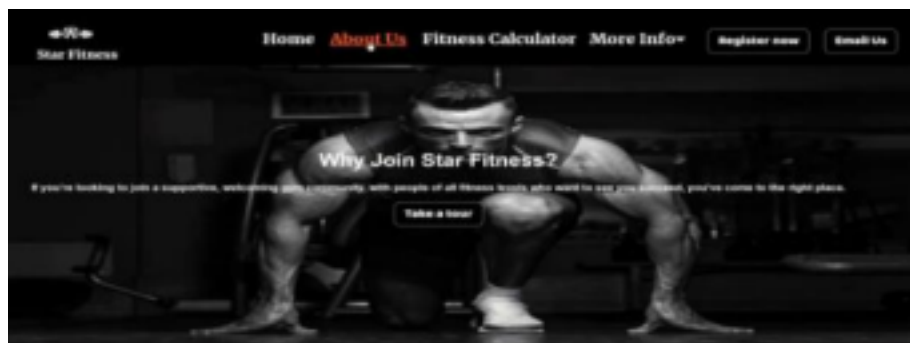 Star Fitness
Home About Us Fitness Calculator More Info
Register now Email Us
Why Join Star Fitness?
If you're looking to join a supportive, welcoming gym community, with people of all fitness levels who want to see you succeed, you've come to the right place.
Take a tour